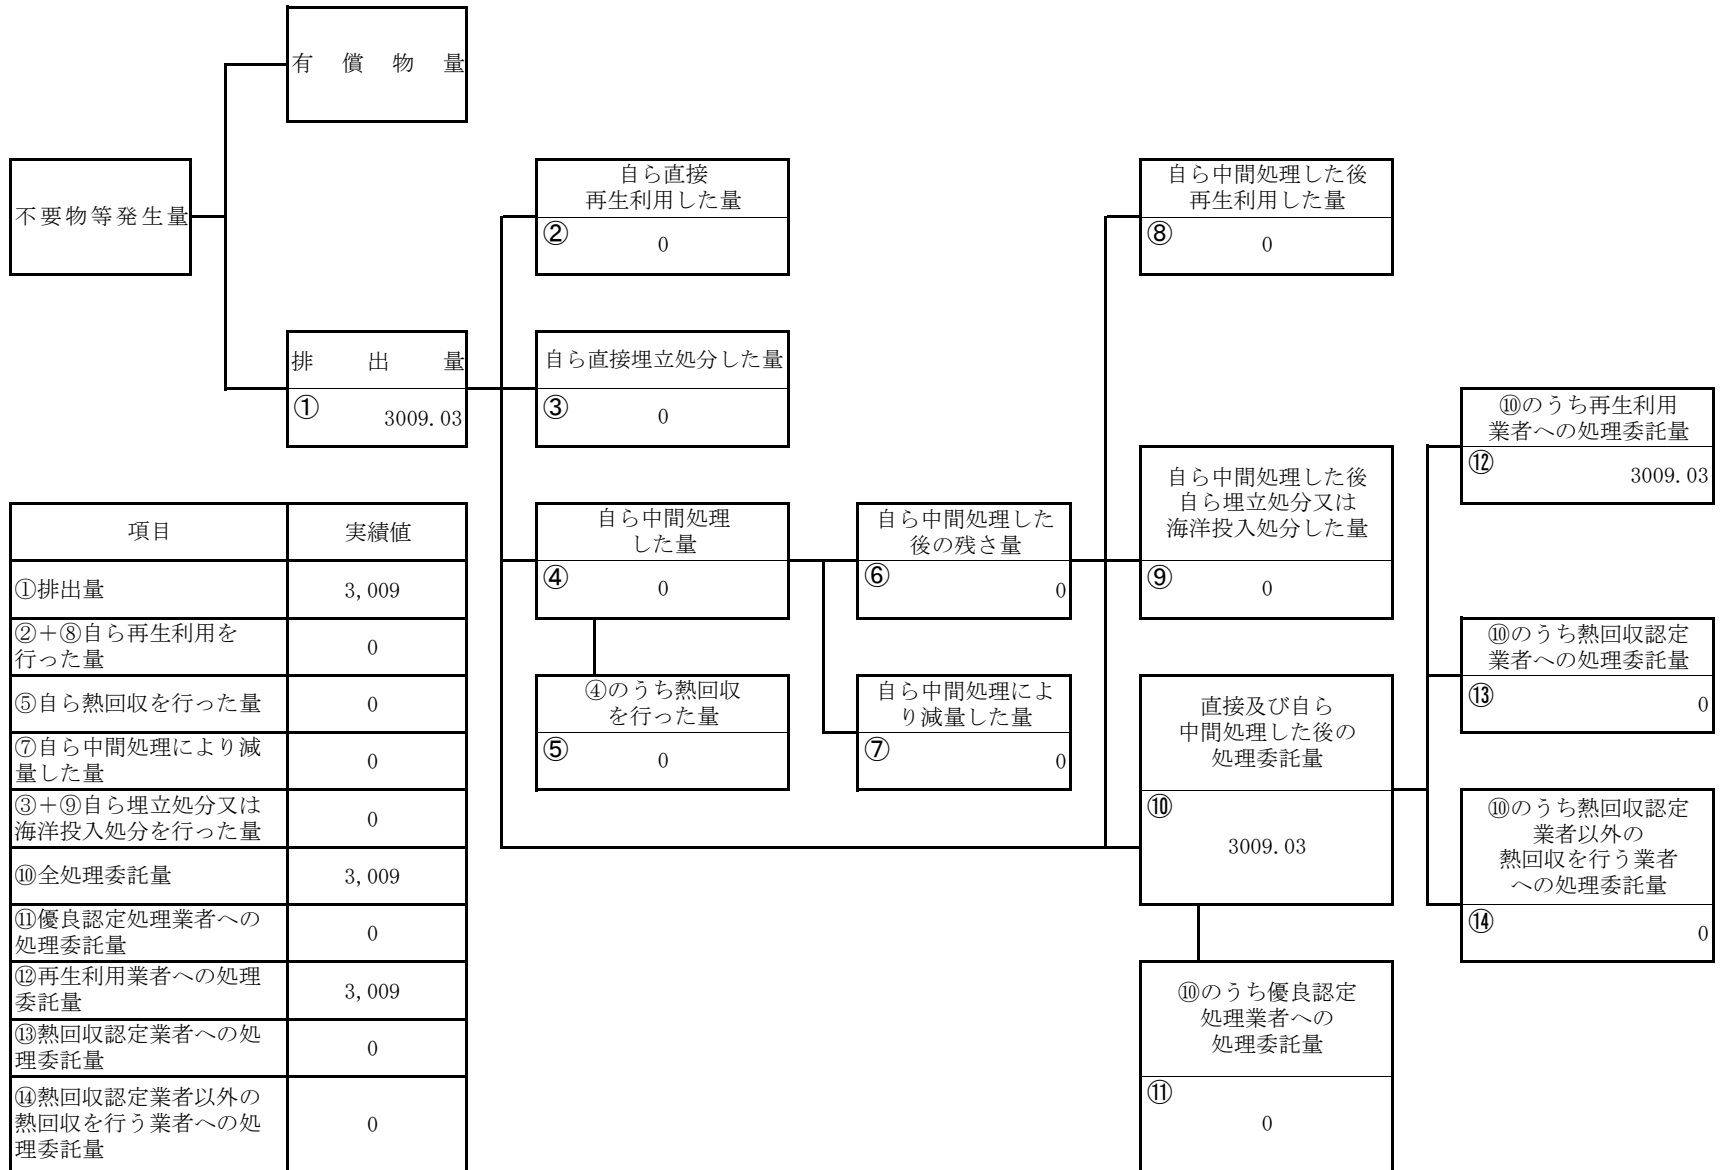 有償物量
不要物等発生量
排出量
①
3009.03
自ら直接
再生利用した量
②
0
自ら直接埋立処分した量
③
0
自ら中間処理
した量
④
0
④のうち熱回収
を行った量
⑤
0
自ら中間処理した
後の残さ量
⑥
0
自ら中間処理によ
り減量した量
⑦
0
自ら中間処理した後
再生利用した量
⑧
0
自ら中間処理した後
自ら埋立処分又は
海洋投入処分した量
⑨
0
直接及び自ら
中間処理した後の
処理委託量
⑩
3009.03
⑩のうち優良認定
処理業者への
処理委託量
⑪
0
⑩のうち再生利用
業者への処理委託量
⑫
3009.03
⑩のうち熱回収認定
業者への処理委託量
⑬
0
⑩のうち熱回収認定
業者以外の
熱回収を行う業者
への処理委託量
⑭
0
項目 実績値
①排出量 3,009
②＋⑧自ら再生利用を
行った量 0
⑤自ら熱回収を行った量 0
⑦自ら中間処理により減
量した量 0
③＋⑨自ら埋立処分又は
海洋投入処分を行った量 0
⑩全処理委託量 3,009
⑪優良認定処理業者への
処理委託量 0
⑫再生利用業者への処理
委託量 3,009
⑬熱回収認定業者への処
理委託量 0
⑭熱回収認定業者以外の
熱回収を行う業者への処
理委託量 0